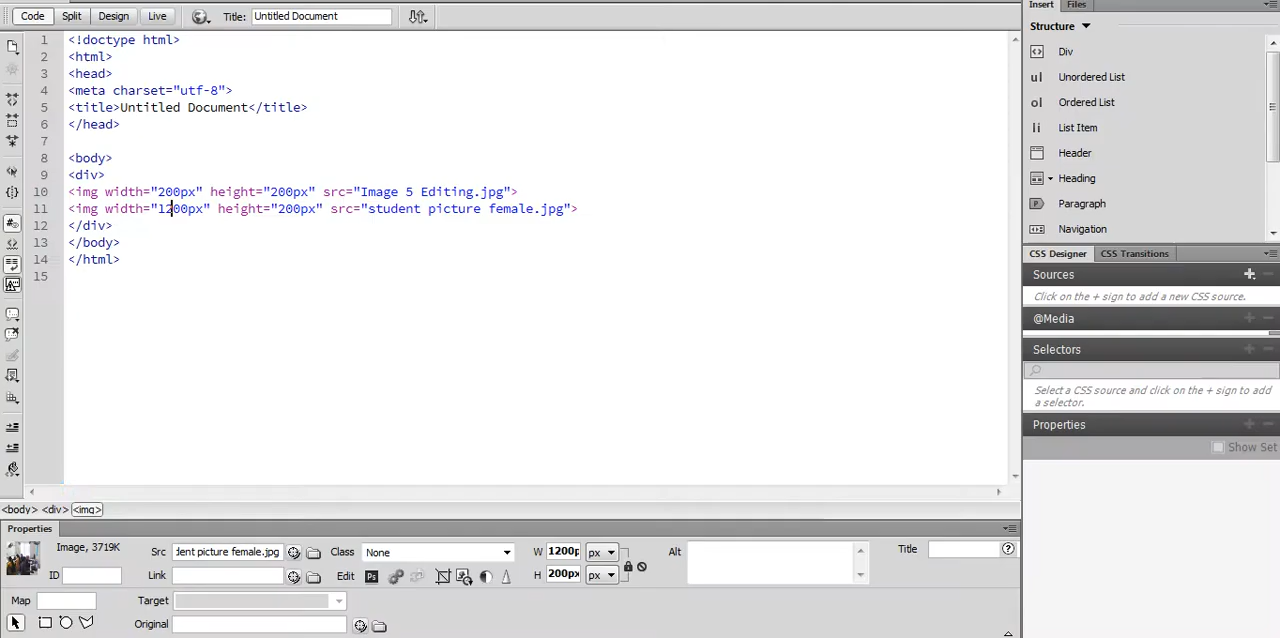 Code Split Design Live Title: Untitled Document
1 <!doctype html>
2 <html>
3 <head>
4 <meta charset="utf-8">
5 <title>Untitled Document</title>
6 </head>
7
8 <body>
9 <div>
10 <img width="200px" height="200px" src="Image 5 Editing.jpg">
11 <img width="1200px" height="200px" src="student picture female.jpg">
12 </div>
13 </body>
14 </html>
15
<body> <div> <img>
Properties
Image, 3719K Src dent picture female.jpg Class None W 1200p px Alt Title
ID Link Edit Ps H 200px px
Map Target
Original
Insert Files
Structure
Div
ul Unordered List
ol Ordered List
li List Item
Header
Heading
Paragraph
Navigation
CSS Designer CSS Transitions
Sources
Click on the + sign to add a new CSS source.
@Media
Selectors
Select a CSS source and click on the + sign to add
a selector.
Properties
Show Set